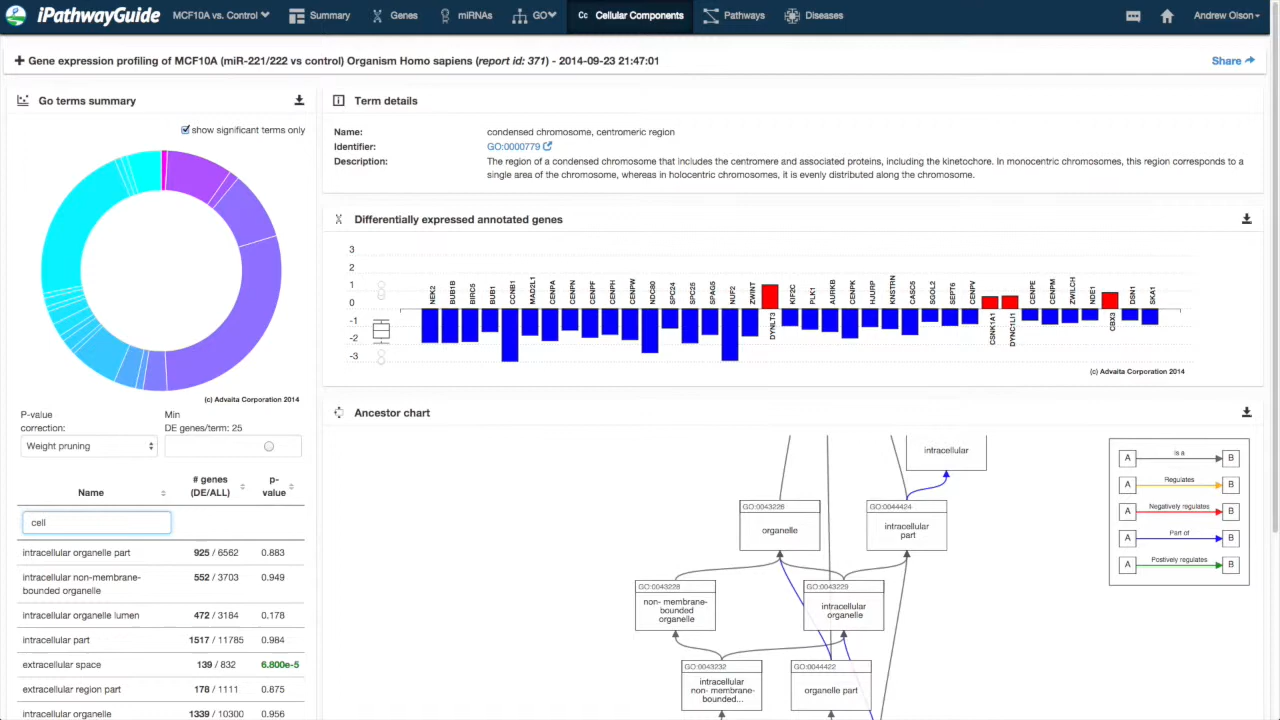 iPathwayGuide
MCF10A vs. Control
Summary
Genes
miRNAs
GO
Cc
Cellular Components
Pathways
Diseases
Andrew Olson
Gene expression profiling of MCF10A (miR-221/222 vs control) Organism Homo sapiens (report id: 371) - 2014-09-23 21:47:01
Share
Go terms summary
show significant terms only
(c) Advaita Corporation 2014
P-value
correction:
Min
DE genes/term: 25
Weight pruning
Name
# genes
(DE/ALL)
p-
value
cell
intracellular organelle part 925 / 6562 0.883
intracellular non-membrane-
bounded organelle 552 / 3703 0.949
intracellular organelle lumen 472 / 3184 0.178
intracellular part 1517 / 11785 0.984
extracellular space 139 / 832 6.800e-5
extracellular region part 178 / 1111 0.875
intracellular organelle 1339 / 10300 0.956
Term details
Name: condensed chromosome, centromeric region
Identifier: GO:0000779
Description: The region of a condensed chromosome that includes the centromere and associated proteins, including the kinetochore. In monocentric chromosomes, this region corresponds to a
single area of the chromosome, whereas in holocentric chromosomes, it is evenly distributed along the chromosome.
Differentially expressed annotated genes
3
2
1
0
-1
-2
-3
NEK2
BUB1B
BIRC5
BUB1
CCNB1
MAD2L1
CENPA
CENPN
CENPF
CENPH
CENPW
NDC80
SPC24
SPC25
SPAG5
NUF2
ZWINT
DYNLT3
KIF2C
PLK1
AURKB
CENPK
HJURP
KNSTRN
CASC5
SGOL2
SEPT6
CENPV
CSNK1A1
DYNC1LI1
CENPE
CENPM
ZWILCH
NDE1
CBX3
DSN1
SKA1
(c) Advaita Corporation 2014
Ancestor chart
intracellular
GO:0043226
organelle
GO:0044424
intracellular
part
GO:0043228
non- membrane-
bounded
organelle
GO:0043229
intracellular
organelle
GO:0043232
intracellular
non- membrane-
bounded...
GO:0044422
organelle part
A Is a B
A Regulates B
A Negatively regulates B
A Part of B
A Postively regulates B